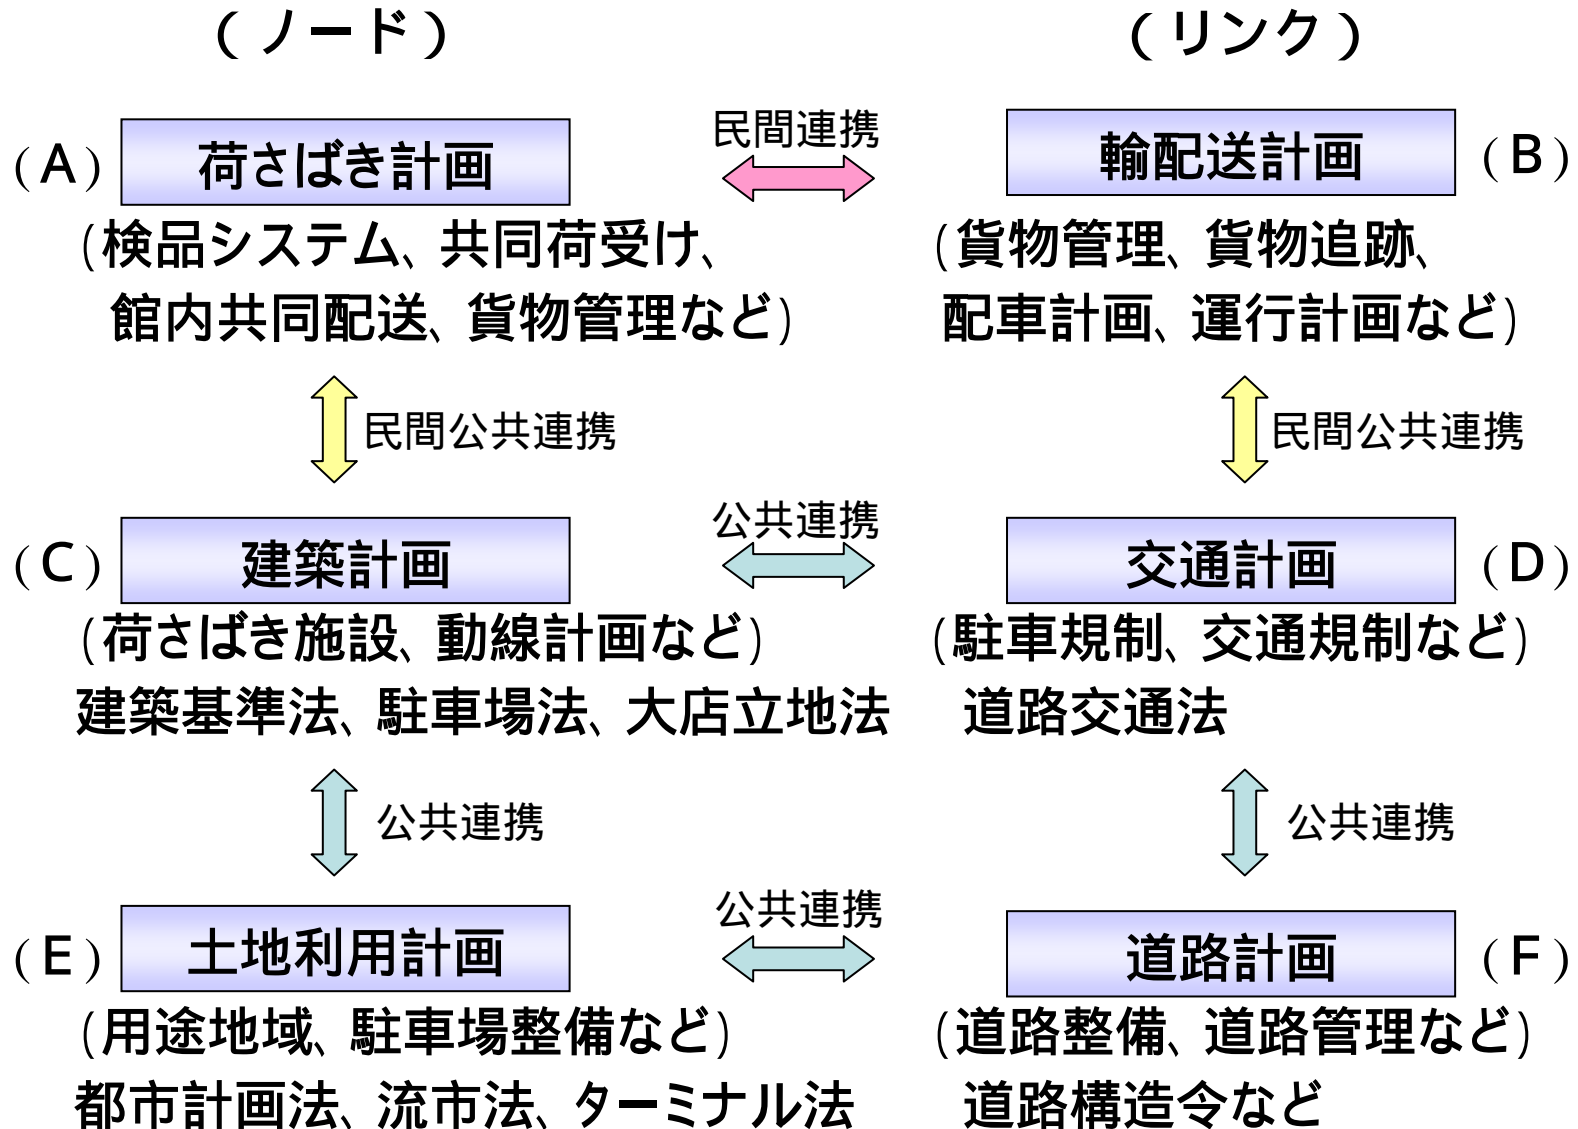 (ノード)
(リンク)
民間連携
(A)
荷さばき計画
輸配送計画
(B)
(検品システム、共同荷受け、
館内共同配送、貨物管理など)
(貨物管理、貨物追跡、
配車計画、運行計画など)
民間公共連携
民間公共連携
公共連携
(C)
建築計画
交通計画
(D)
(荷さばき施設、動線計画など)
建築基準法、駐車場法、大店立地法
(駐車規制、交通規制など)
道路交通法
公共連携
公共連携
公共連携
(E)
土地利用計画
道路計画
(F)
(用途地域、駐車場整備など)
都市計画法、流市法、ターミナル法
(道路整備、道路管理など)
道路構造令など